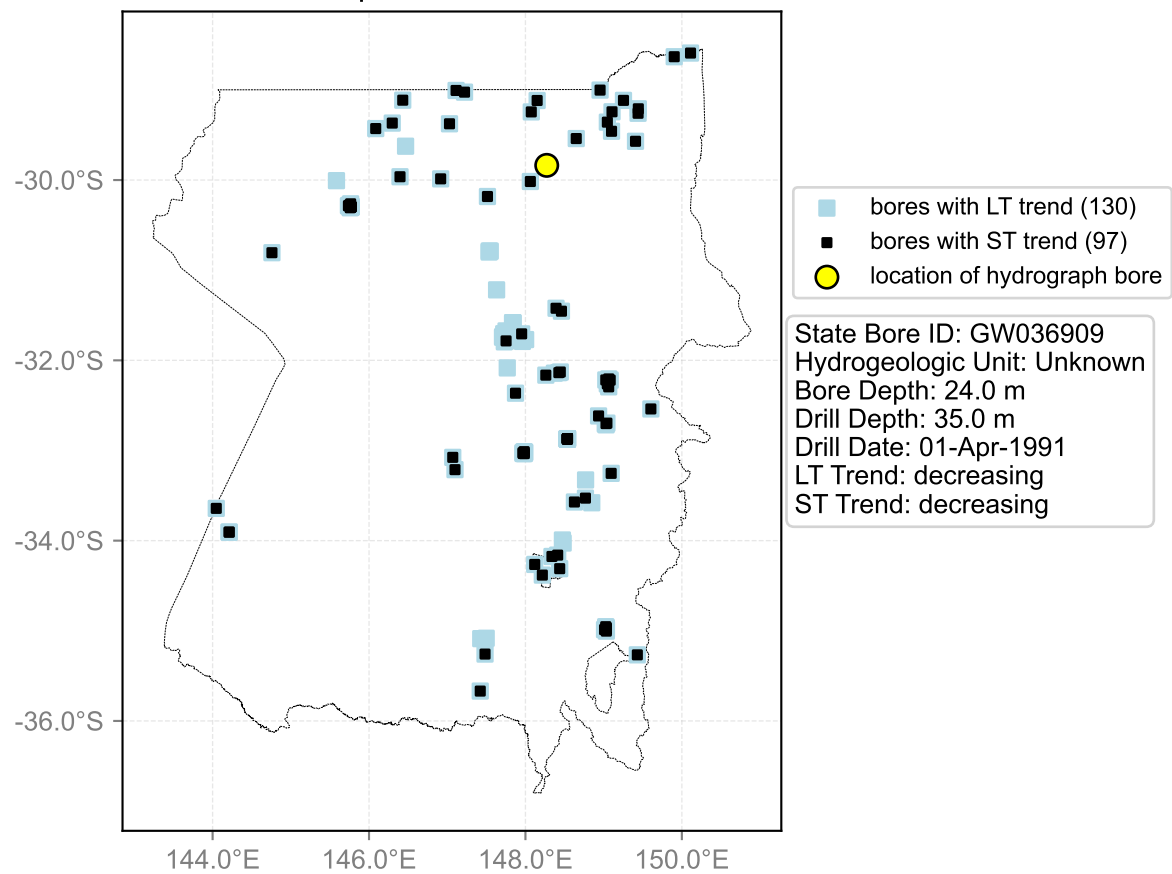 -30.0°S
-32.0°S
-34.0°S
-36.0°S
144.0°E 146.0°E 148.0°E 150.0°E
bores with LT trend (130)
bores with ST trend (97)
location of hydrograph bore
State Bore ID: GW036909
Hydrogeologic Unit: Unknown
Bore Depth: 24.0 m
Drill Depth: 35.0 m
Drill Date: 01-Apr-1991
LT Trend: decreasing
ST Trend: decreasing